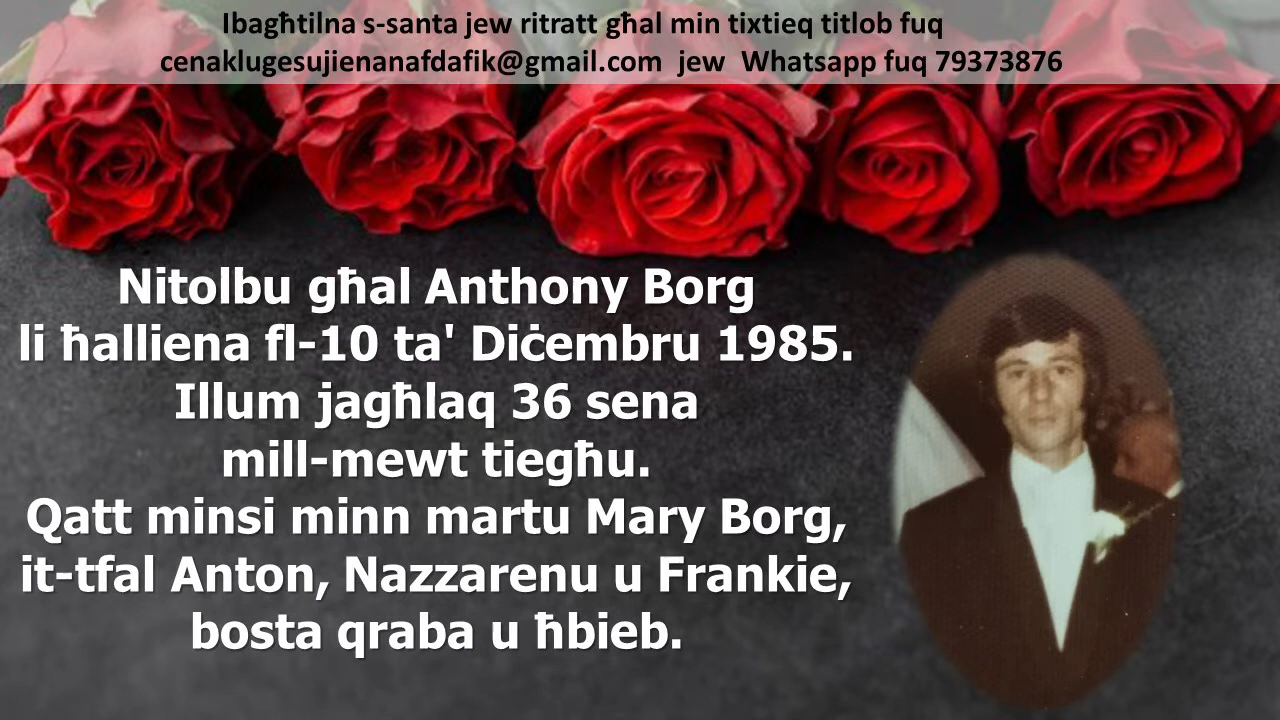 Ibagħtilna s-santa jew ritratt għal min tixtieq titlob fuq
cenaklugesujienanafdafik@gmail.com jew Whatsapp fuq 79373876
Nitolbu għal Anthony Borg
li ħalliena fl-10 ta' Diċembru 1985.
Illum jagħlaq 36 sena
mill-mewt tiegħu.
Qatt minsi minn martu Mary Borg,
it-tfal Anton, Nazzarenu u Frankie,
bosta qraba u ħbieb.